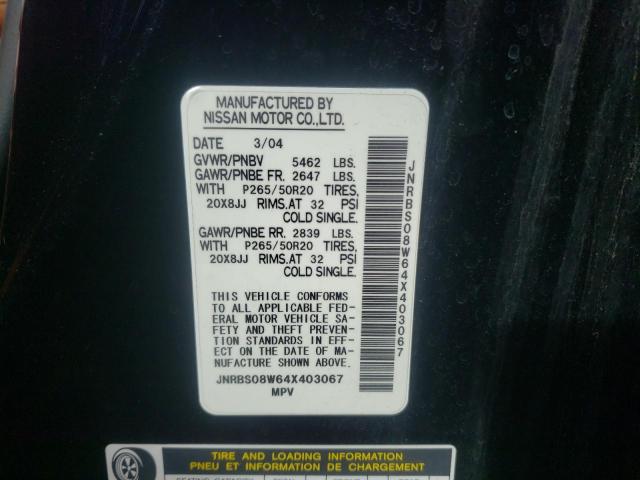 MANUFACTURED BY
NISSAN MOTOR CO.,LTD.
DATE 3/04
GVWR/PNBV 5462 LBS.
GAWR/PNBE FR. 2647 LBS.
WITH P265/50R20 TIRES,
20X8JJ RIMS,AT 32 PSI
COLD SINGLE.
GAWR/PNBE RR. 2839 LBS.
WITH P265/50R20 TIRES,
20X8JJ RIMS,AT 32 PSI
COLD SINGLE.
THIS VEHICLE CONFORMS
TO ALL APPLICABLE FED-
ERAL MOTOR VEHICLE SA-
FETY AND THEFT PREVEN-
TION STANDARDS IN EFF-
ECT ON THE DATE OF MA-
NUFACTURE SHOWN ABOVE.
JNRBS08W64X403067
MPV
JNRBS08W64X403067
TIRE AND LOADING INFORMATION
PNEU ET INFORMATION DE CHARGEMENT